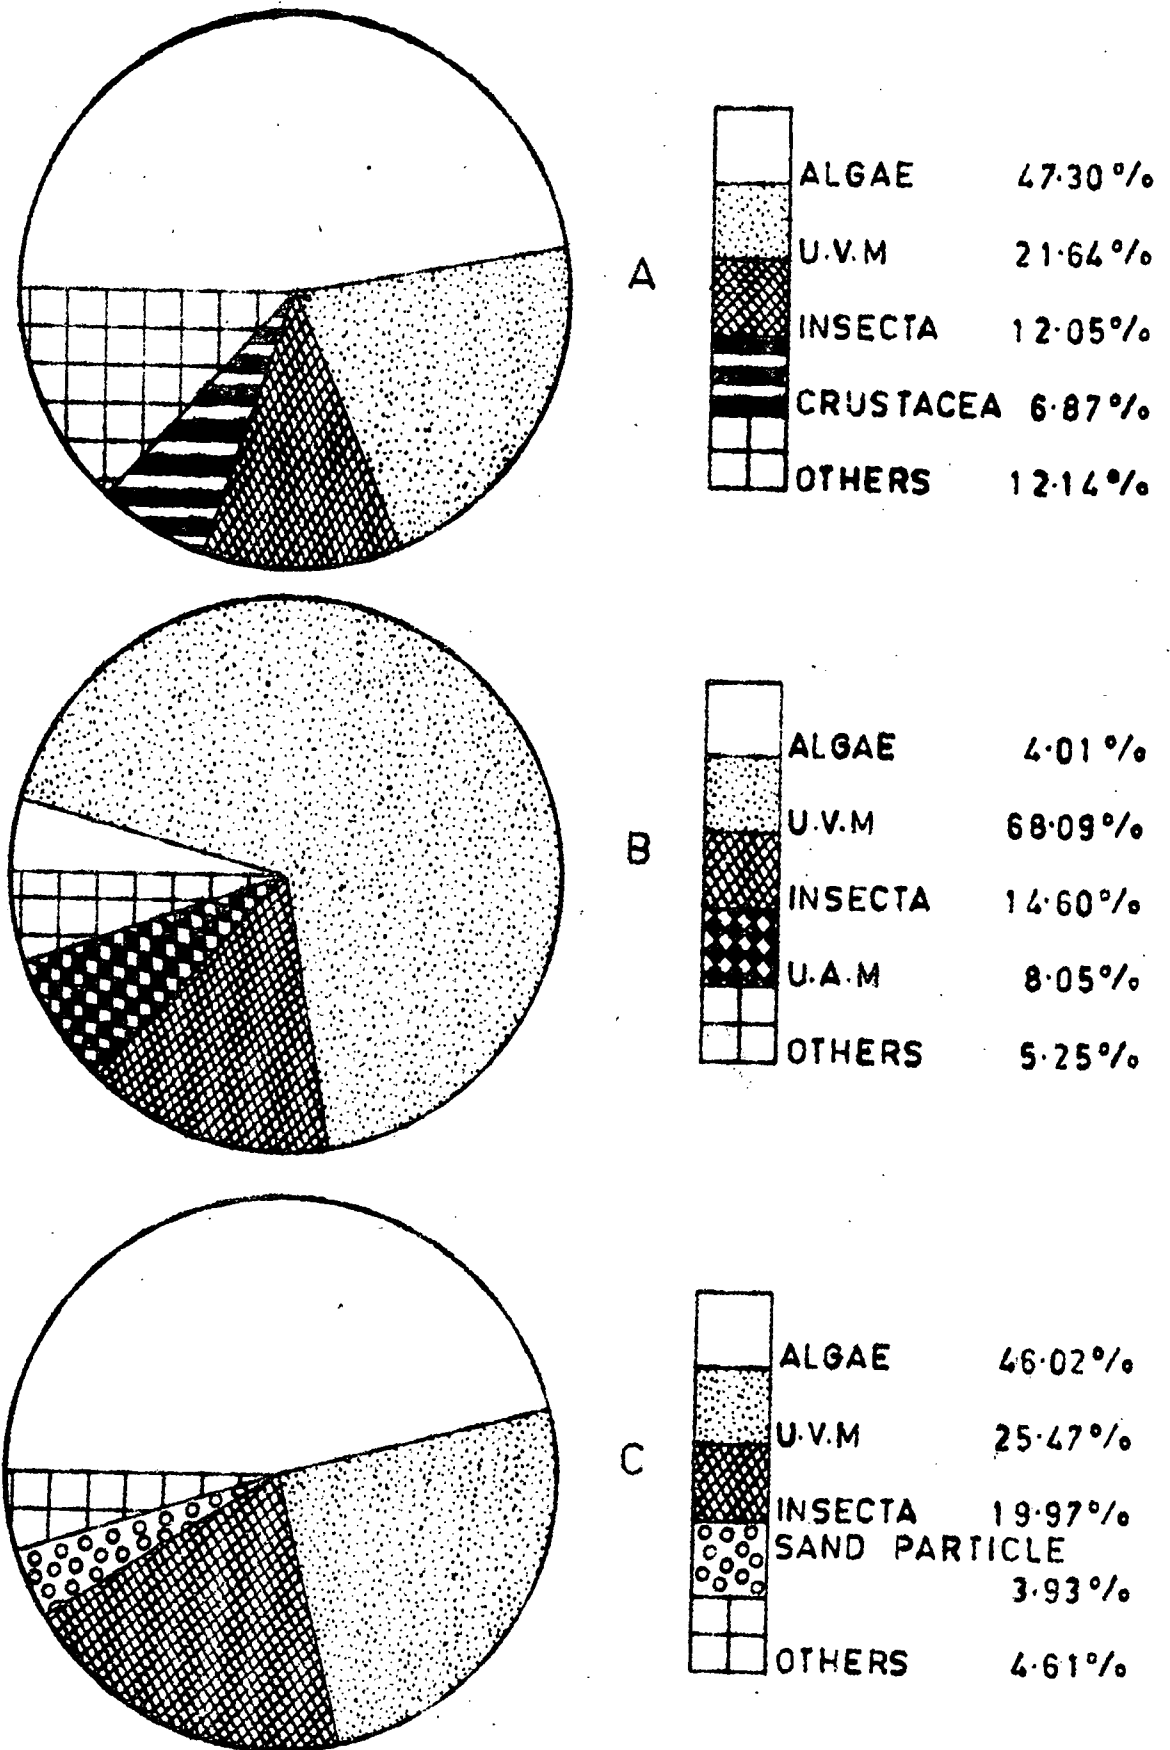 ALGAE 47·30%
U.V.M 21·64%
A
INSECTA 12·05%
CRUSTACEA 6·87%
OTHERS 12·14%
ALGAE 4·01%
U.V.M 68·09%
B
INSECTA 14·60%
U.A.M 8·05%
OTHERS 5·25%
ALGAE 46·02%
U.V.M 25·47%
C
INSECTA 19·97%
SAND PARTICLE
3·93%
OTHERS 4·61%